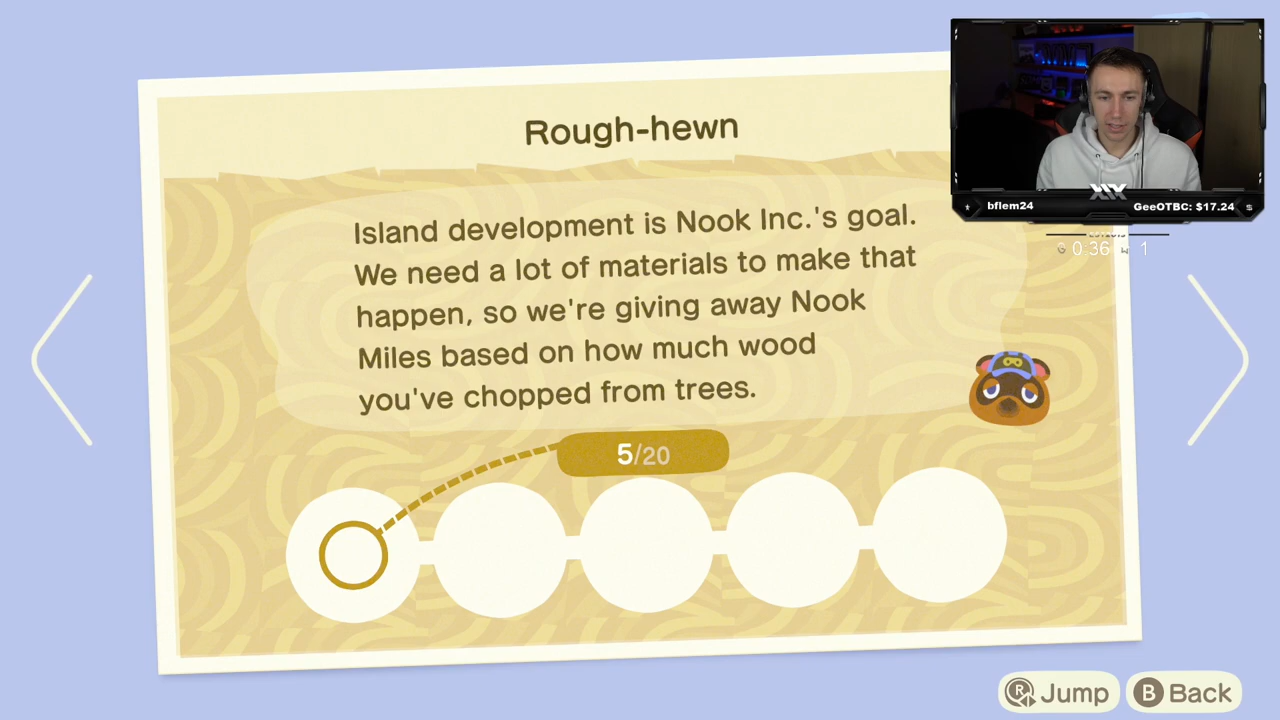 Rough-hewn
Island development is Nook Inc.'s goal.
We need a lot of materials to make that
happen, so we're giving away Nook
Miles based on how much wood
you've chopped from trees.
5/20
bflem24
GeeOTBC: $17.24
0.36
1
R Jump
B Back